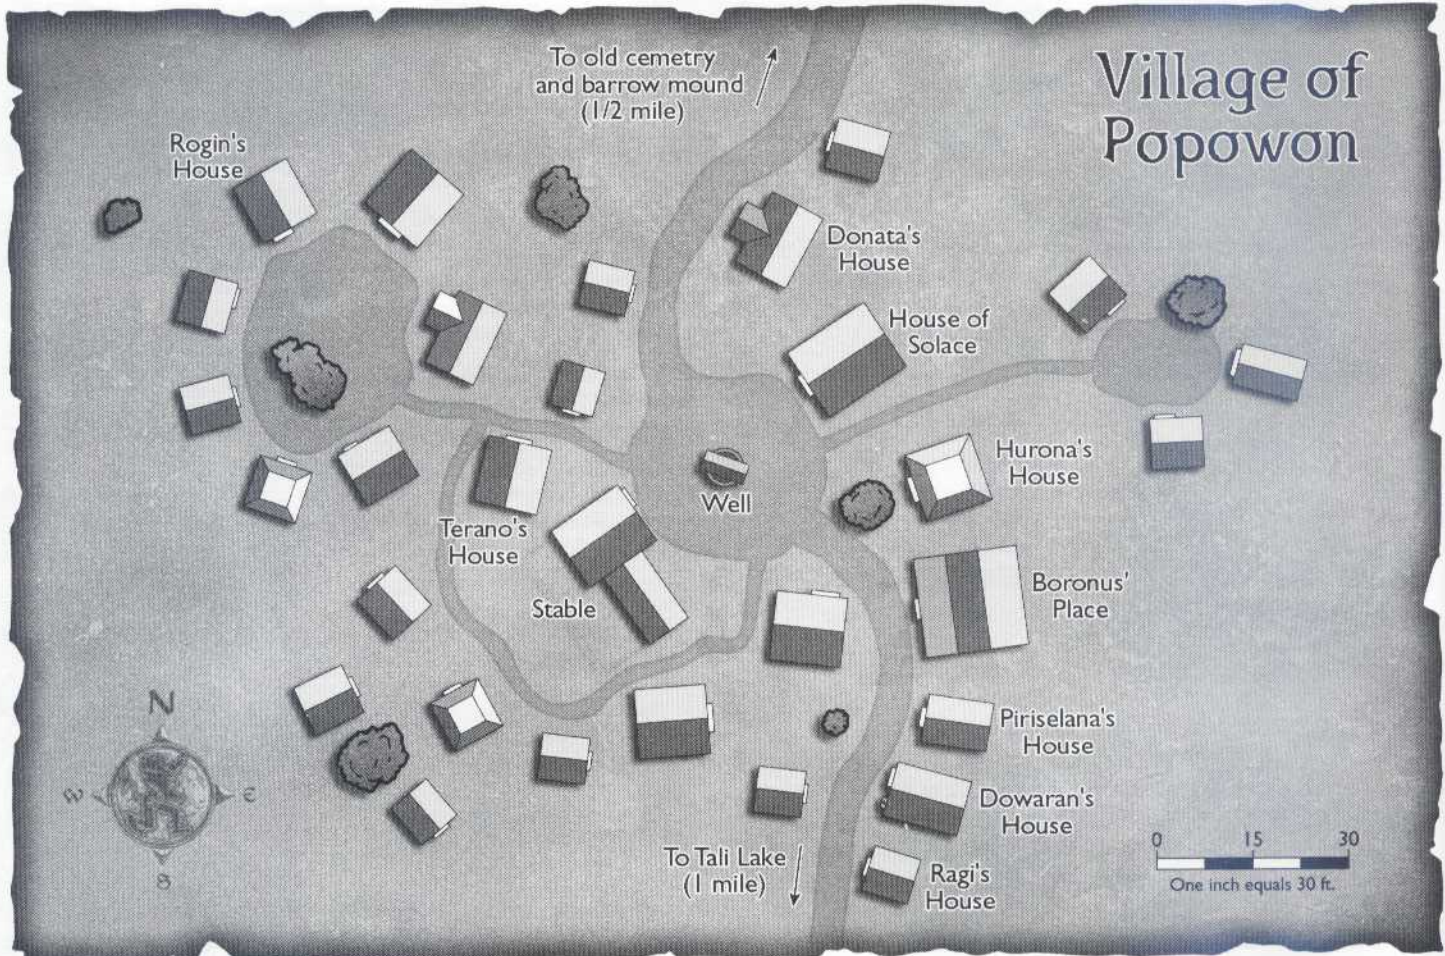 Village of
Popowon
To old cemetry
and barrow mound
(1/2 mile)
Rogin's
House
Donata's
House
House of
Solace
Hurona's
House
Well
Terano's
House
Stable
Boronus'
Place
Piriselana's
House
Dowaran's
House
Ragi's
House
To Tali Lake
(1 mile)
N
W
E
S
0 15 30
One inch equals 30 ft.